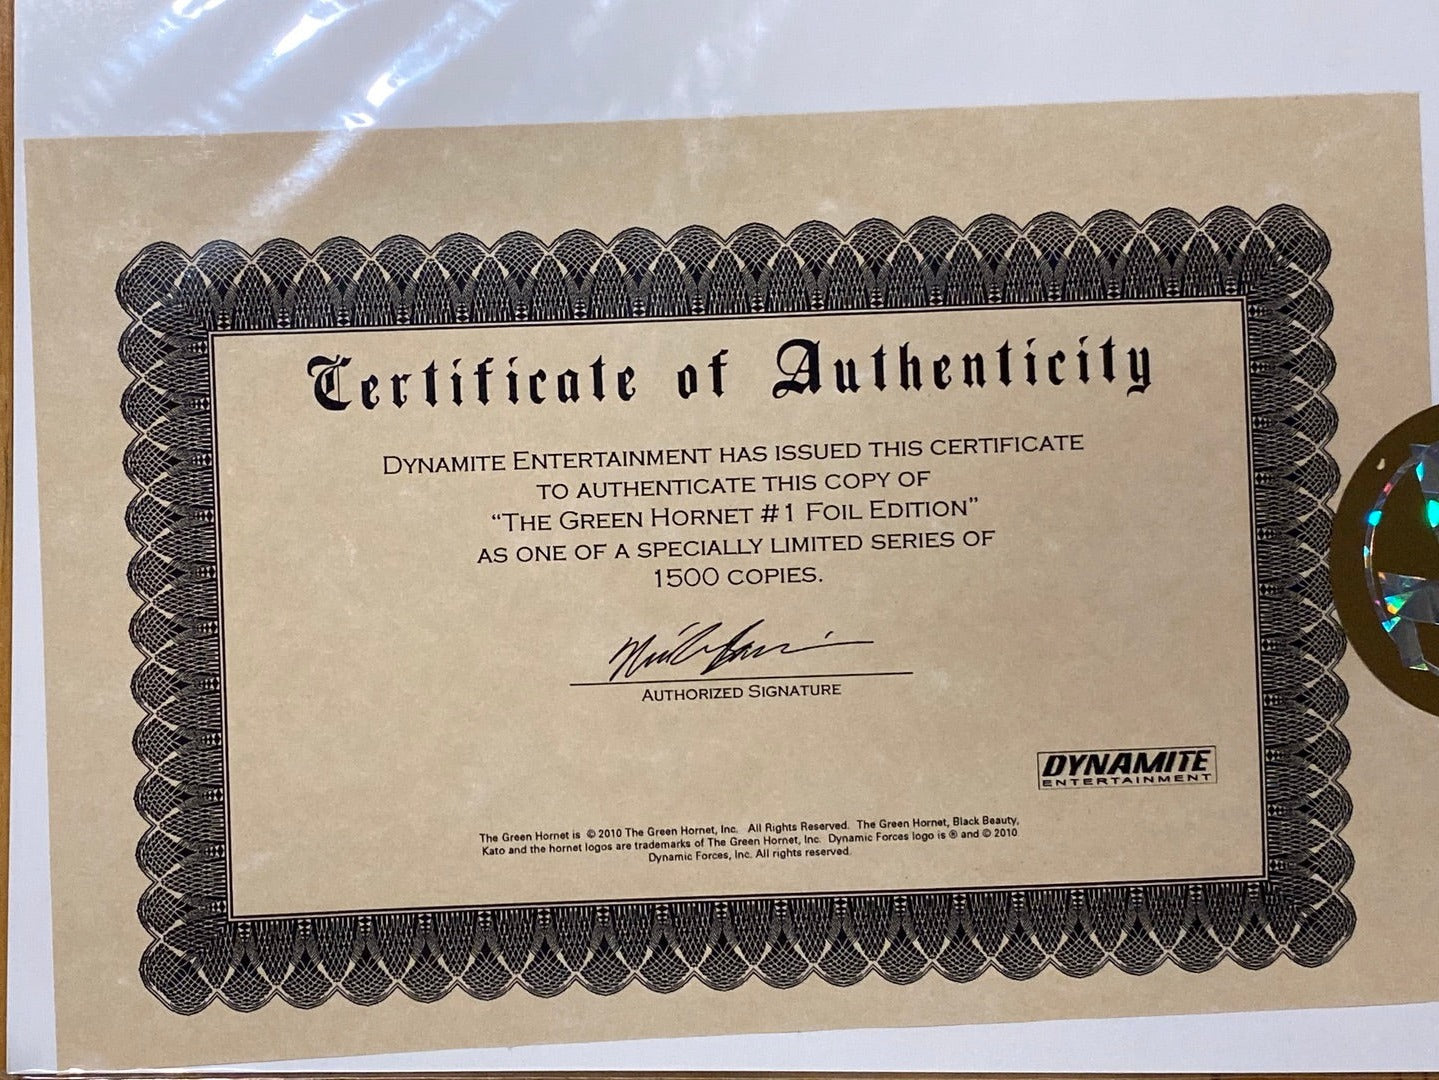 Certificate of Authenticity
DYNAMITE ENTERTAINMENT HAS ISSUED THIS CERTIFICATE
TO AUTHENTICATE THIS COPY OF
“THE GREEN HORNET #1 FOIL EDITION”
AS ONE OF A SPECIALLY LIMITED SERIES OF
1500 COPIES.
AUTHORIZED SIGNATURE
DYNAMITE
ENTERTAINMENT
The Green Hornet is © 2010 The Green Hornet, Inc. All Rights Reserved. The Green Hornet, Black Beauty,
Kato and the hornet logos are trademarks of The Green Hornet, Inc. Dynamic Forces logo is ® and © 2010
Dynamic Forces, Inc. All rights reserved.